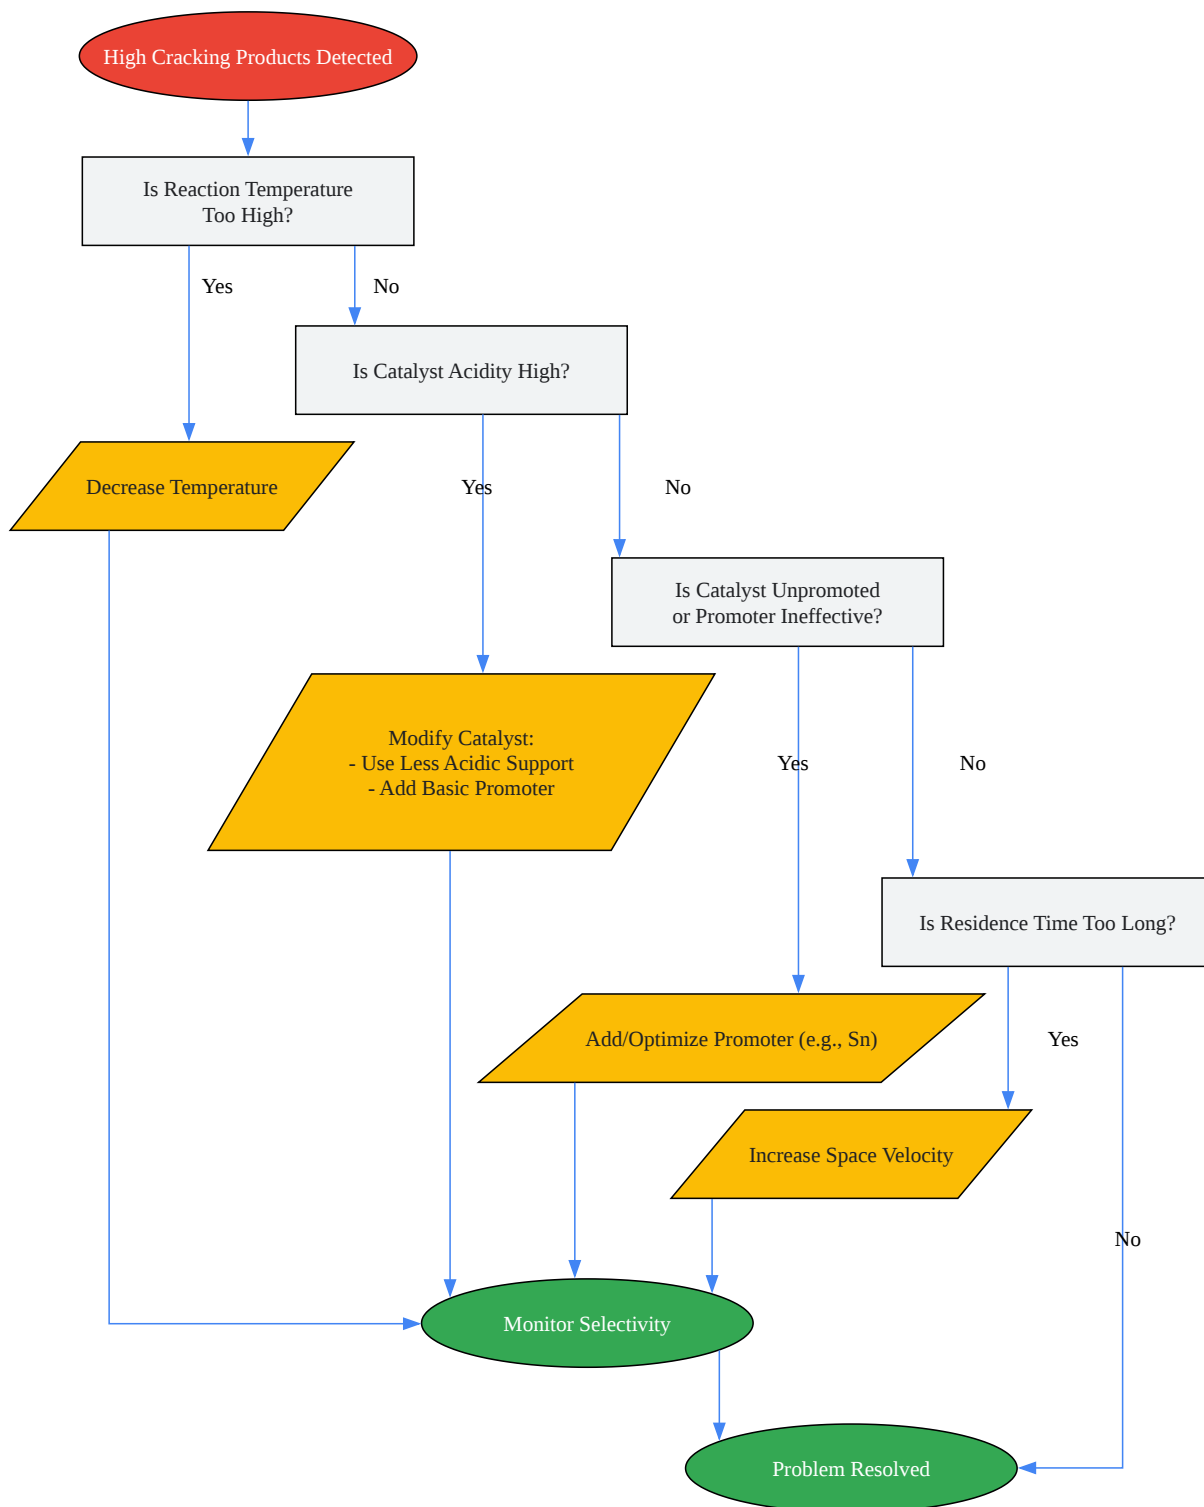 High Cracking Products Detected
Is Reaction Temperature
Too High?
Yes
No
Is Catalyst Acidity High?
Decrease Temperature
Yes
No
Is Catalyst Unpromoted
or Promoter Ineffective?
Modify Catalyst:
- Use Less Acidic Support
- Add Basic Promoter
Yes
No
Is Residence Time Too Long?
Add/Optimize Promoter (e.g., Sn)
Yes
Increase Space Velocity
No
Monitor Selectivity
Problem Resolved